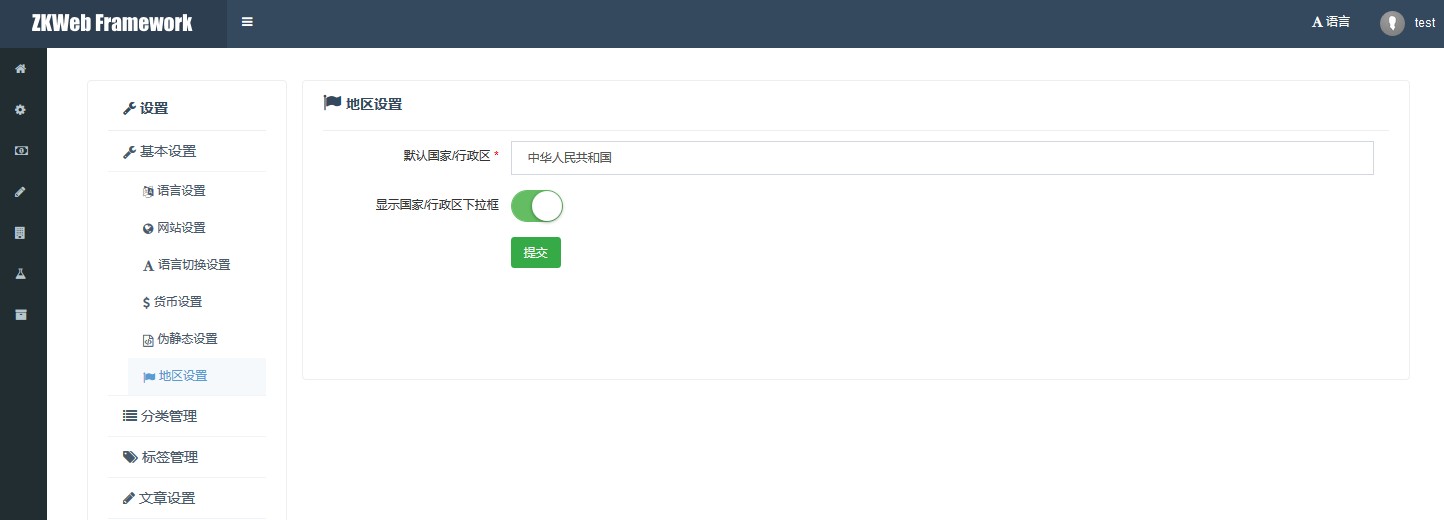 ZKWeb Framework
语言
test
设置
基本设置
语言设置
网站设置
语言切换设置
$ 货币设置
伪静态设置
地区设置
分类管理
标签管理
文章设置
地区设置
默认国家/行政区 *
中华人民共和国
显示国家/行政区下拉框
提交